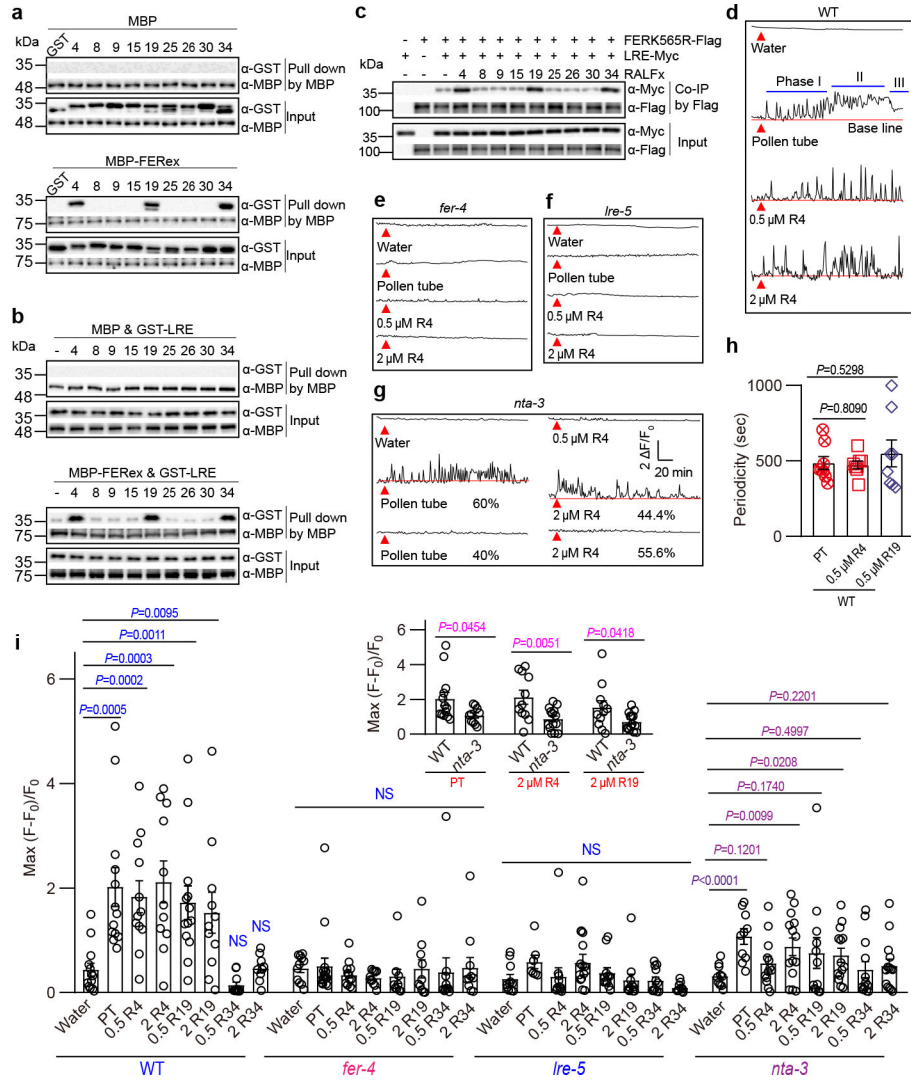 a
MBP
kDa
GST 4 8 9 15 19 25 26 30 34
35
α-GST
Pull down
48
α-MBP
by MBP
35
α-GST
Input
48
α-MBP
MBP-FERex
GST 4 8 9 15 19 25 26 30 34
35
α-GST
Pull down
75
α-MBP
by MBP
35
α-GST
Input
75
α-MBP
b
MBP & GST-LRE
kDa
- 4 8 9 15 19 25 26 30 34
35
α-GST
Pull down
48
α-MBP
by MBP
35
α-GST
Input
48
α-MBP
MBP-FERex & GST-LRE
- 4 8 9 15 19 25 26 30 34
35
α-GST
Pull down
75
α-MBP
by MBP
35
α-GST
Input
75
α-MBP
c
- + + + + + + + + + + + FERK565R-Flag
+ - + + + + + + + + + + LRE-Myc
kDa
- - - 4 8 9 15 19 25 26 30 34 RALFx
35
α-Myc
Co-IP
100
α-Flag
by Flag
35
α-Myc
Input
100
α-Flag
d
WT
Water
Phase I
II
III
Base line
Pollen tube
0.5 µM R4
2 µM R4
e
fer-4
Water
Pollen tube
0.5 µM R4
2 µM R4
f
lre-5
Water
Pollen tube
0.5 µM R4
2 µM R4
g
nta-3
Water
0.5 µM R4
2 ΔF/F0
20 min
Pollen tube 60%
2 µM R4 44.4%
Pollen tube 40%
2 µM R4 55.6%
h
P=0.5298
P=0.8090
1000
500
0
Periodicity (sec)
PT
0.5 µM R4
0.5 µM R19
WT
i
P=0.0095
P=0.0011
P=0.0003
P=0.0002
P=0.0005
6
4
2
0
Max (F-F0)/F0
NS
NS
6
4
2
0
Max (F-F0)/F0
P=0.0454
P=0.0051
P=0.0418
WT
nta-3
WT
nta-3
WT
nta-3
PT
2 µM R4
2 µM R19
NS
NS
P=0.2201
P=0.4997
P=0.0208
P=0.1740
P=0.0099
P=0.1201
P<0.0001
Water PT 0.5 R4 2 R4 0.5 R19 2 R19 0.5 R34 2 R34
Water PT 0.5 R4 2 R4 0.5 R19 2 R19 0.5 R34 2 R34
Water PT 0.5 R4 2 R4 0.5 R19 2 R19 0.5 R34 2 R34
Water PT 0.5 R4 2 R4 0.5 R19 2 R19 0.5 R34 2 R34
WT
fer-4
lre-5
nta-3